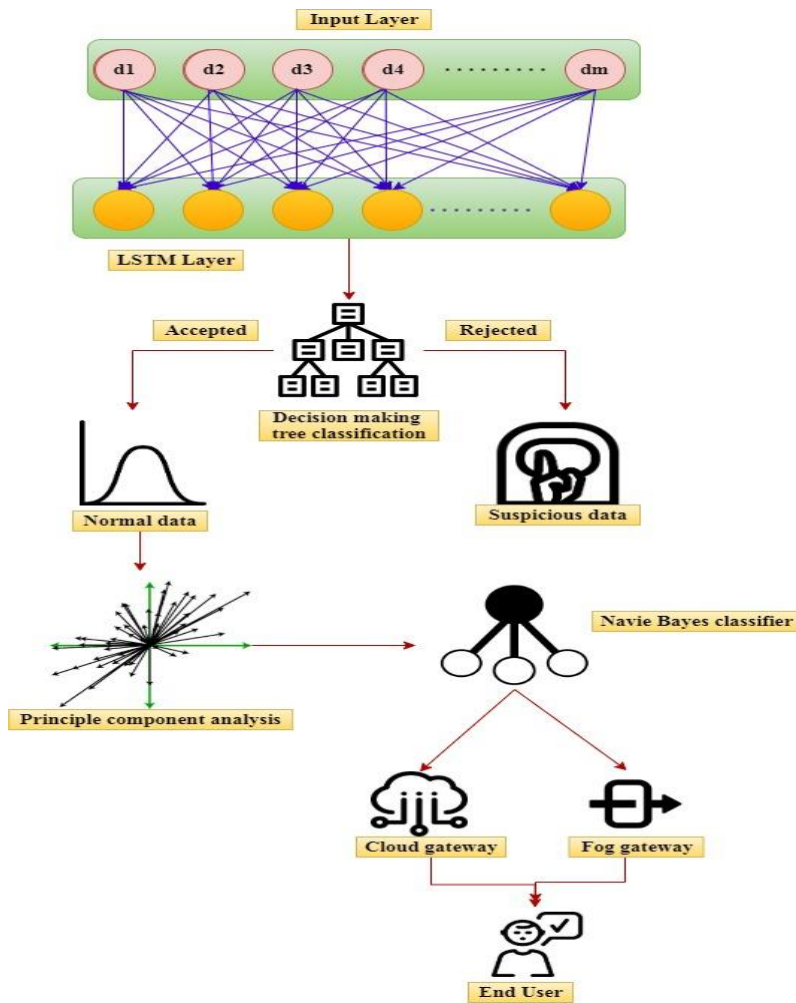 Input Layer
d1 d2 d3 d4 ......... dm
.........
LSTM Layer
Accepted
Rejected
Decision making
tree classification
Normal data
Suspicious data
Navie Bayes classifier
Principle component analysis
Cloud gateway
Fog gateway
End User